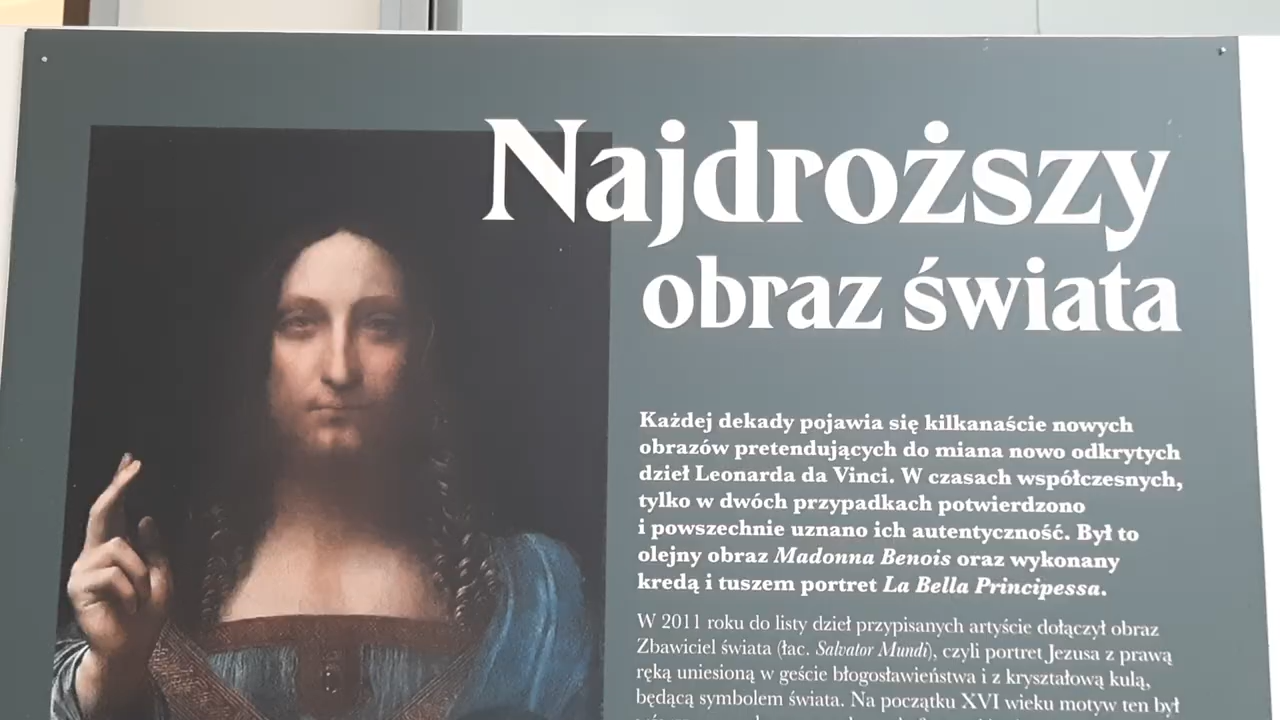 Najdroższy
obraz świata
Każdej dekady pojawia się kilkanaście nowych
obrazów pretendujących do miana nowo odkrytych
dzieł Leonarda da Vinci. W czasach współczesnych,
tylko w dwóch przypadkach potwierdzono
i powszechnie uznano ich autentyczność. Był to
olejny obraz Madonna Benois oraz wykonany
kredą i tuszem portret La Bella Principessa.
W 2011 roku do listy dzieł przypisanych artyście dołączył obraz
Zbawiciel świata (łac. Salvator Mundi), czyli portret Jezusa z prawą
ręką uniesioną w geście błogosławieństwa i z kryształową kulą,
będącą symbolem świata. Na początku XVI wieku motyw ten był